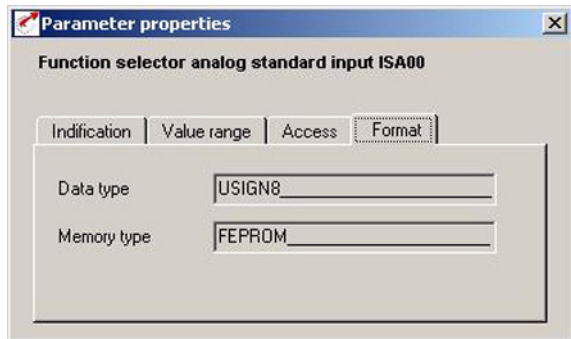 Parameter properties
Function selector analog standard input ISA00
Indification Value range Access Format
Data type USIGN8
Memory type FEPROM